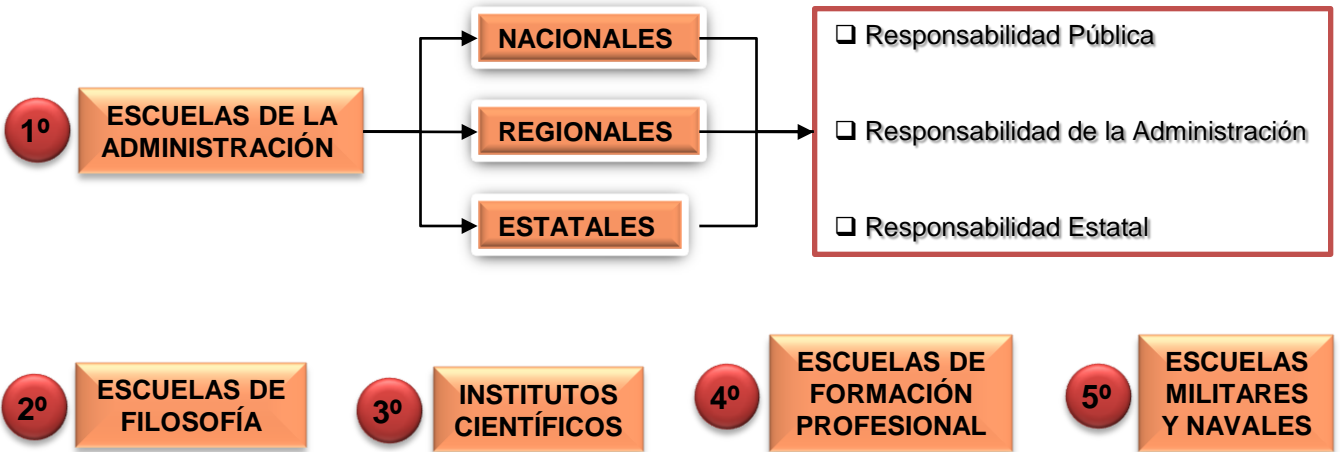 1º
ESCUELAS DE LA
ADMINISTRACIÓN
NACIONALES
REGIONALES
ESTATALES
Responsabilidad Pública
Responsabilidad de la Administración
Responsabilidad Estatal
2º
ESCUELAS DE
FILOSOFÍA
3º
INSTITUTOS
CIENTÍFICOS
4º
ESCUELAS DE
FORMACIÓN
PROFESIONAL
5º
ESCUELAS
MILITARES
Y NAVALES